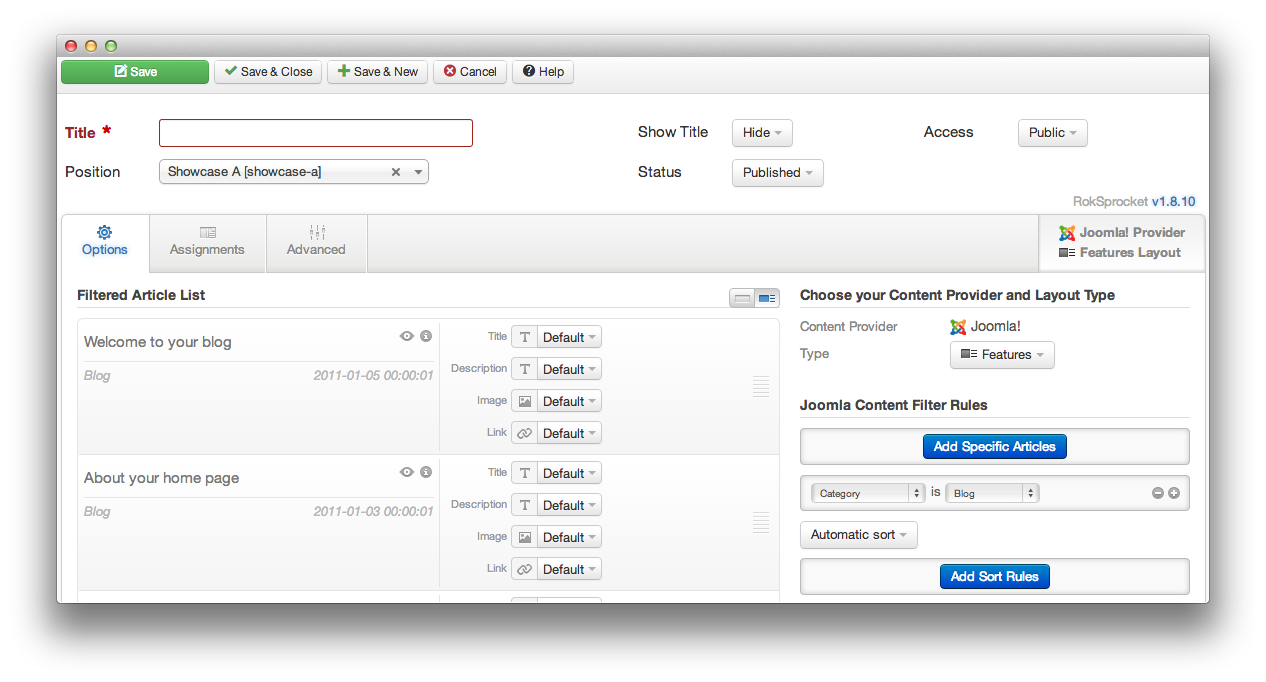 Save Save & Close Save & New Cancel Help
Title * Show Title Hide Access Public
Position Showcase A [showcase-a] Status Published
RokSprocket v1.8.10
Options Assignments Advanced Joomla! Provider
Features Layout
Filtered Article List
Welcome to your blog
Blog 2011-01-05 00:00:01
Title T Default
Description T Default
Image Default
Link Default
About your home page
Blog 2011-01-03 00:00:01
Title T Default
Description T Default
Image Default
Link Default
Choose your Content Provider and Layout Type
Content Provider Joomla!
Type Features
Joomla Content Filter Rules
Add Specific Articles
Category is Blog
Automatic sort
Add Sort Rules